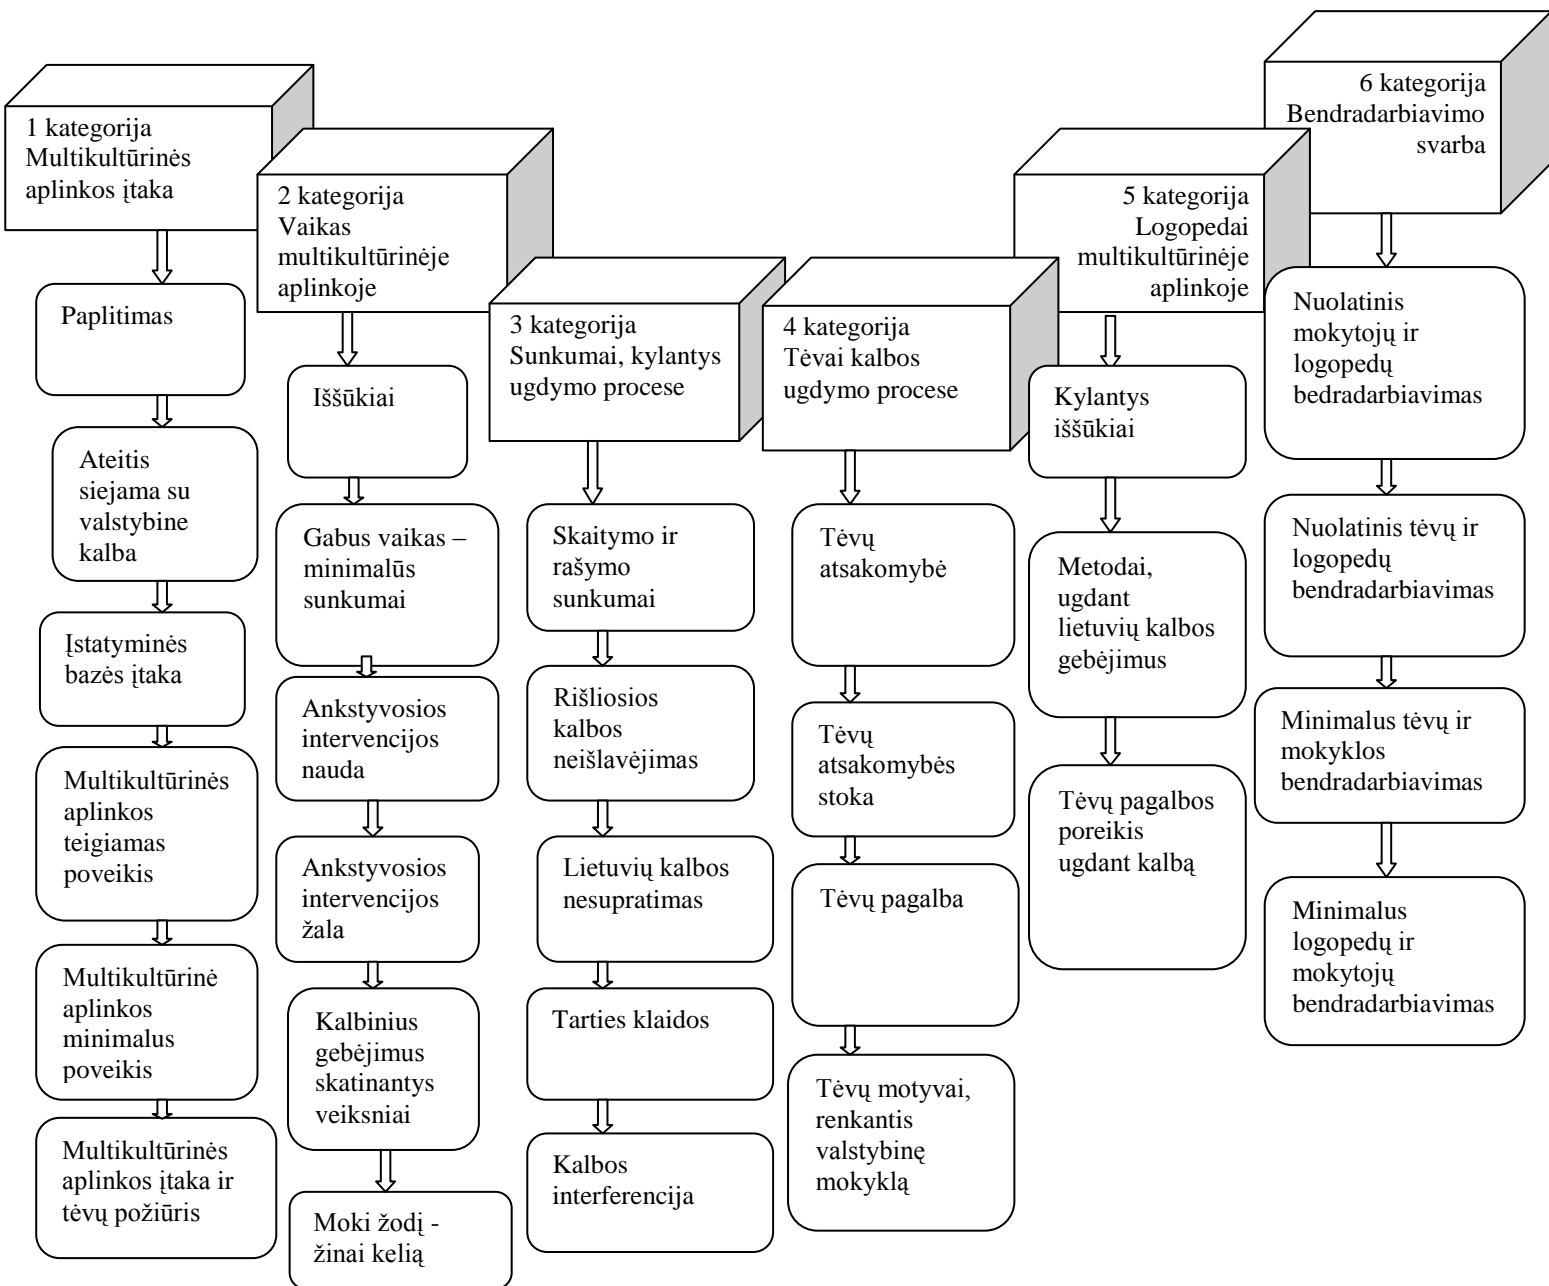 1 kategorija
Multikultūrinės
aplinkos įtaka
Paplitimas
Ateitis
siejama su
valstybine
kalba
Įstatyminės
bazės įtaka
Multikultūrinės
aplinkos
teigiamas
poveikis
Multikultūrinė
aplinkos
minimalus
poveikis
Multikultūrinės
aplinkos įtaka ir
tėvų požiūris
2 kategorija
Vaikas
multikultūrinėje
aplinkoje
Iššūkiai
Gabus vaikas –
minimalūs
sunkumai
Ankstyvosios
intervencijos
nauda
Ankstyvosios
intervencijos
žala
Kalbinius
gebėjimus
skatinantys
veiksniai
Moki žodį -
žinai kelią
3 kategorija
Sunkumai, kylantys
ugdymo procese
Skaitymo ir
rašymo
sunkumai
Rišliosios
kalbos
neišlavėjimas
Lietuvių kalbos
nesupratimas
Tarties klaidos
Kalbos
interferencija
4 kategorija
Tėvai kalbos
ugdymo procese
Tėvų
atsakomybė
Tėvų
atsakomybės
stoka
Tėvų pagalba
Tėvų motyvai,
renkantis
valstybinę
mokyklą
5 kategorija
Logopedai
multikultūrinėje
aplinkoje
Kylantys
iššūkiai
Metodai,
ugdant
lietuvių kalbos
gebėjimus
Tėvų pagalbos
poreikis
ugdant kalbą
6 kategorija
Bendradarbiavimo
svarba
Nuolatinis
mokytojų ir
logopedų
bedradarbiavimas
Nuolatinis tėvų ir
logopedų
bendradarbiavimas
Minimalus tėvų ir
mokyklos
bendradarbiavimas
Minimalus
logopedų ir
mokytojų
bendradarbiavimas